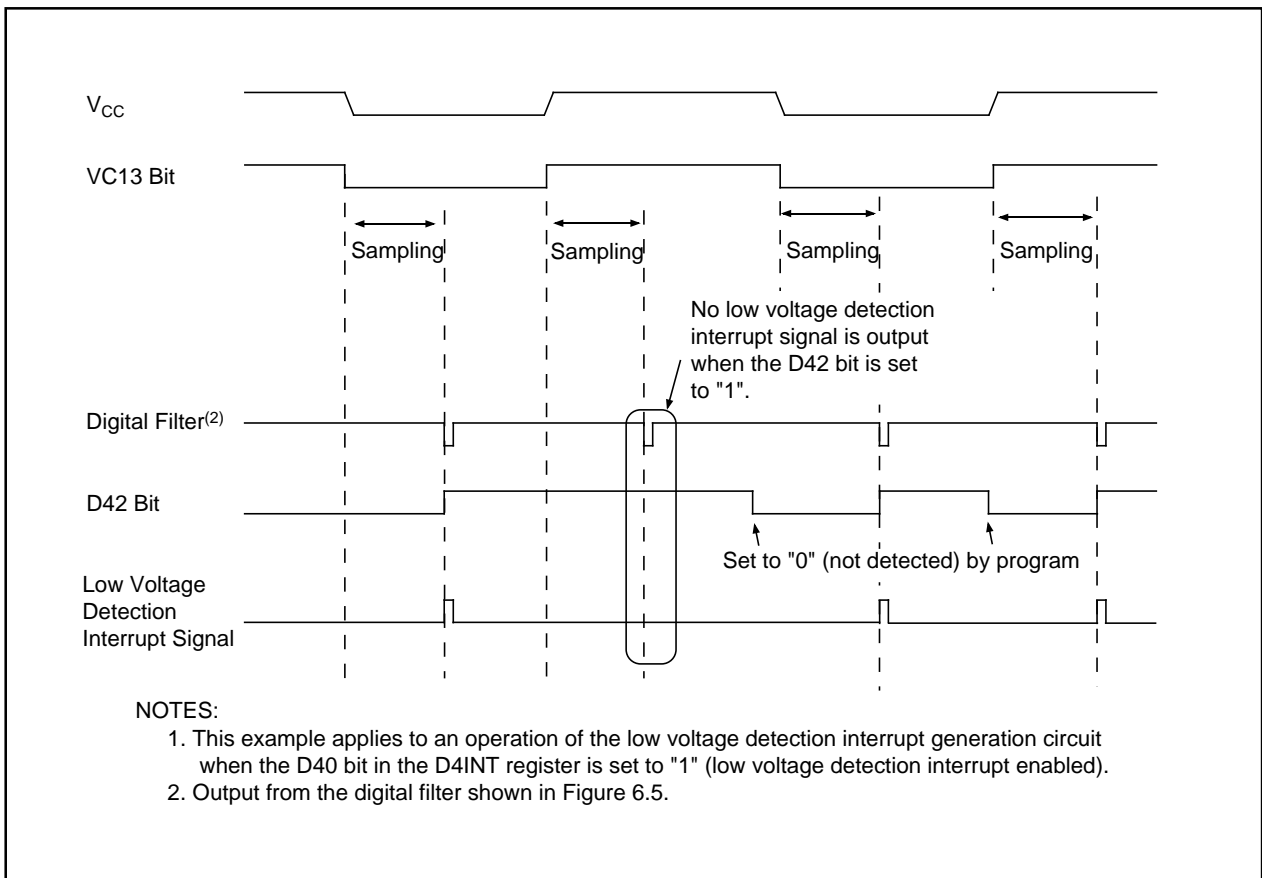 VCC
VC13 Bit
Sampling
Sampling
Sampling
Sampling
No low voltage detection
interrupt signal is output
when the D42 bit is set
to "1".
Digital Filter(2)
D42 Bit
Set to "0" (not detected) by program
Low Voltage
Detection
Interrupt Signal
NOTES:
1. This example applies to an operation of the low voltage detection interrupt generation circuit
when the D40 bit in the D4INT register is set to "1" (low voltage detection interrupt enabled).
2. Output from the digital filter shown in Figure 6.5.